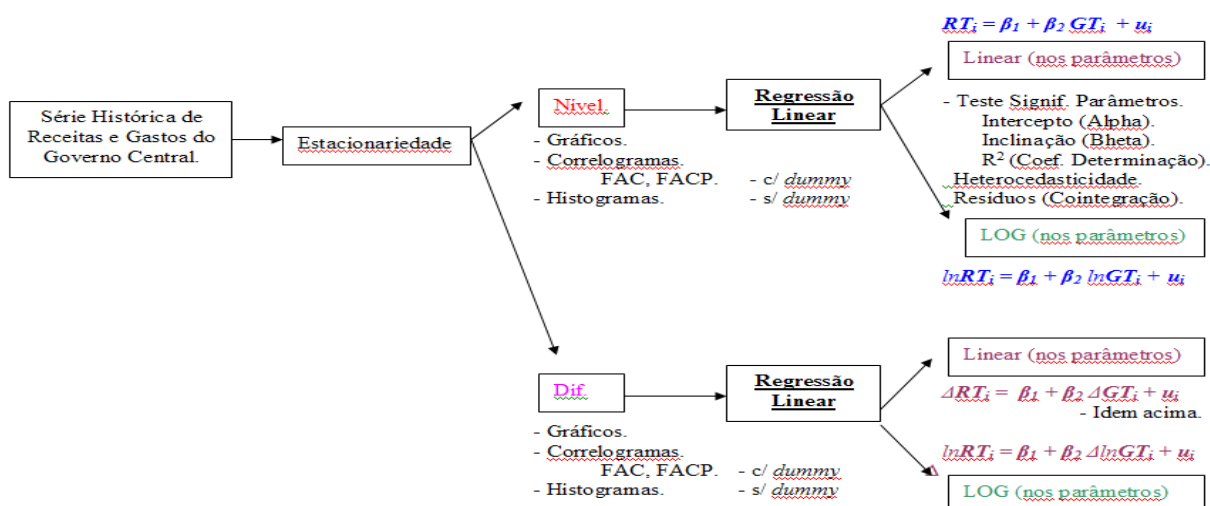 Série Histórica de
Receitas e Gastos do
Governo Central.
Estacionariedade
Nivel.
- Gráficos.
- Correlogramas.
FAC, FACP. - c/ dummy
- Histogramas. - s/ dummy
Regressão
Linear
RTᵢ = β₁ + β₂ GTᵢ + uᵢ
Linear (nos parâmetros)
- Teste Signif. Parâmetros.
Intercepto (Alpha).
Inclinação (Bheta).
R² (Coef. Determinação).
Heterocedasticidade.
Resíduos (Cointegração).
LOG (nos parâmetros)
lnRTᵢ = β₁ + β₂ lnGTᵢ + uᵢ
Dif.
- Gráficos.
- Correlogramas.
FAC, FACP. - c/ dummy
- Histogramas. - s/ dummy
Regressão
Linear
Linear (nos parâmetros)
ΔRTᵢ = β₁ + β₂ ΔGTᵢ + uᵢ
- Idem acima.
ΔlnRTᵢ = β₁ + β₂ ΔlnGTᵢ + uᵢ
LOG (nos parâmetros)